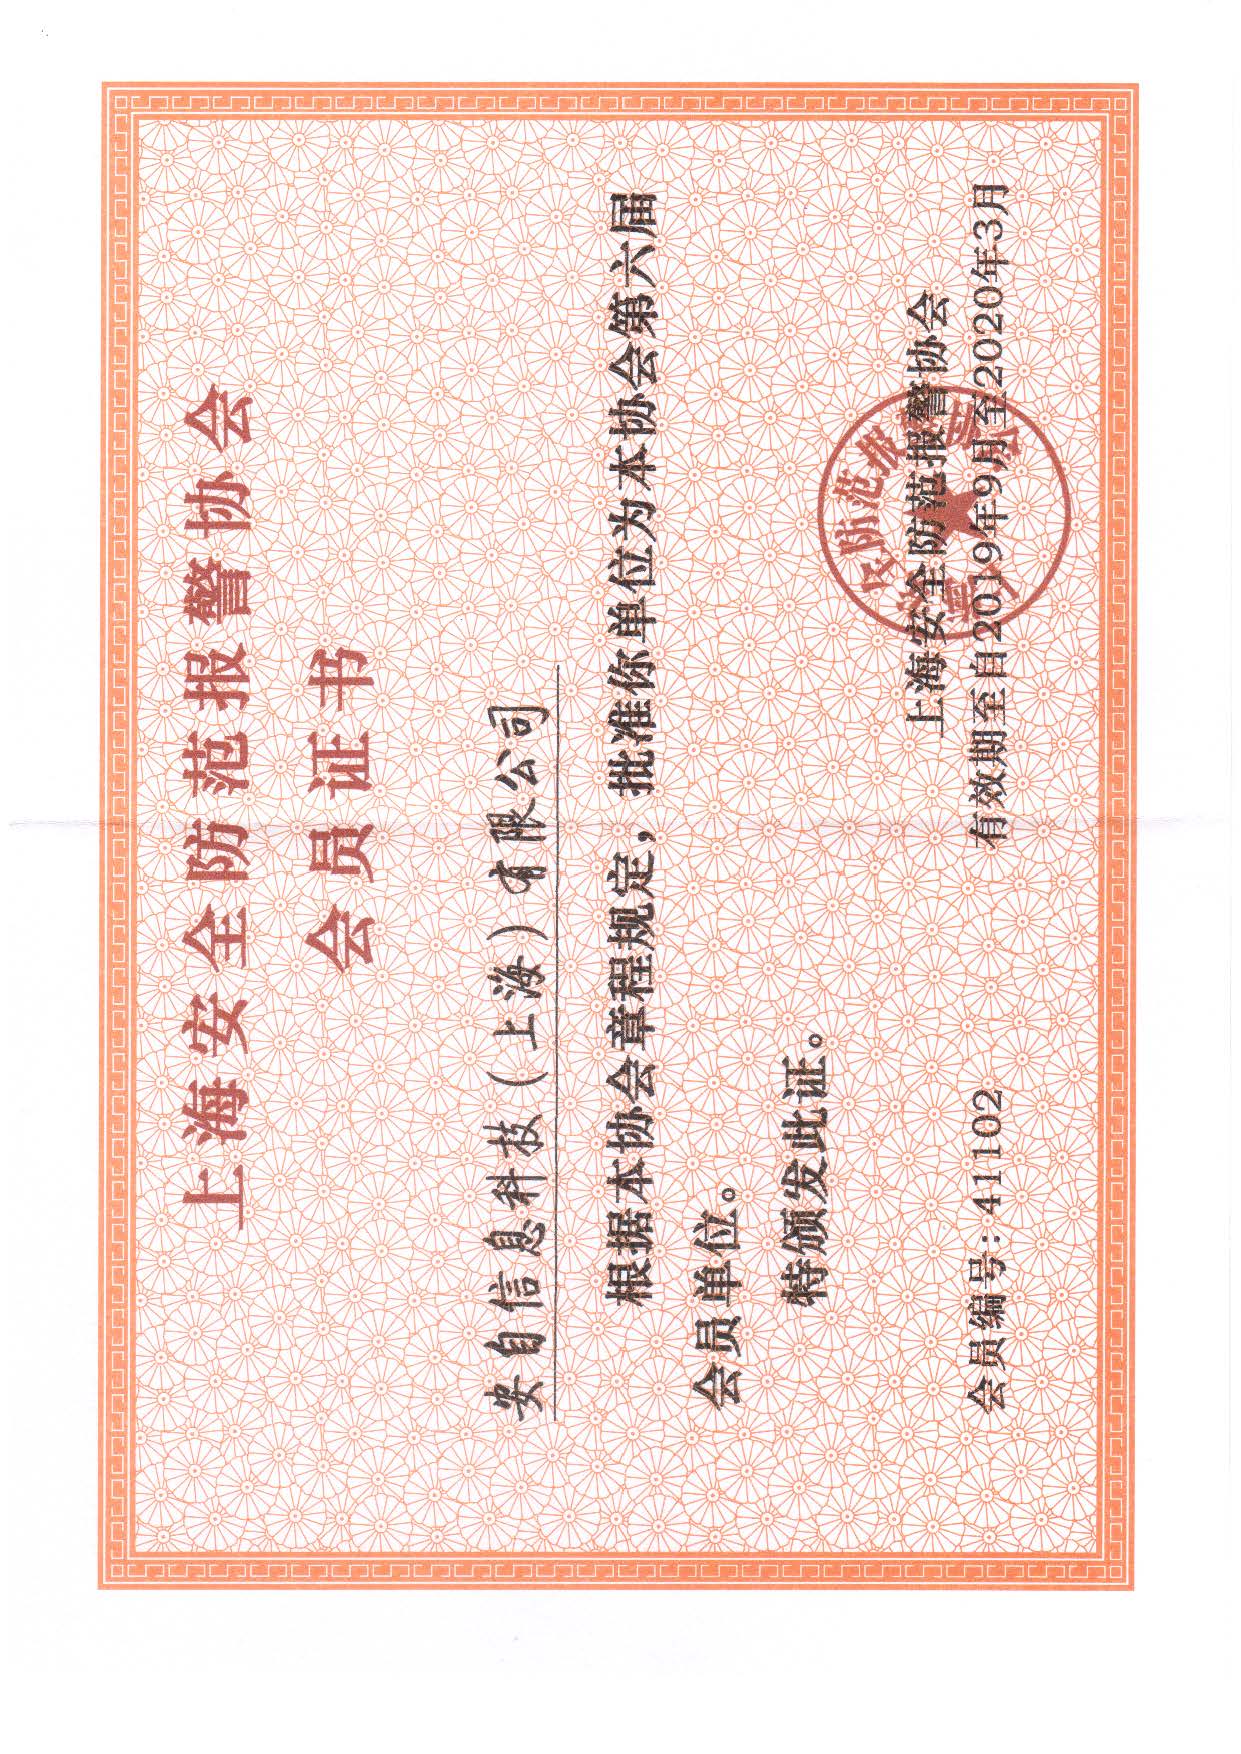 上海安全防范报警协会
会员证书
安自信息科技（上海）有限公司
根据本协会章程规定，批准你单位为本协会第六届
会员单位。
特颁发此证。
上海安全防范报警协会
会员编号：41102
有效期至自2019年9月至2020年3月